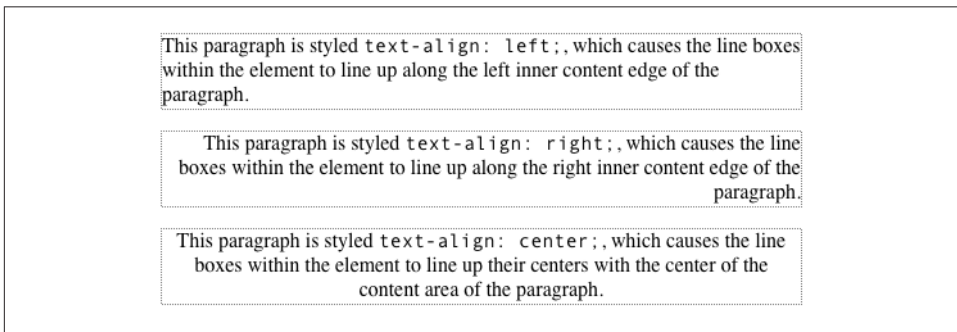 This paragraph is styled text-align: left;, which causes the line boxes
within the element to line up along the left inner content edge of the
paragraph.
This paragraph is styled text-align: right;, which causes the line
boxes within the element to line up along the right inner content edge of the
paragraph.
This paragraph is styled text-align: center;, which causes the line
boxes within the element to line up their centers with the center of the
content area of the paragraph.